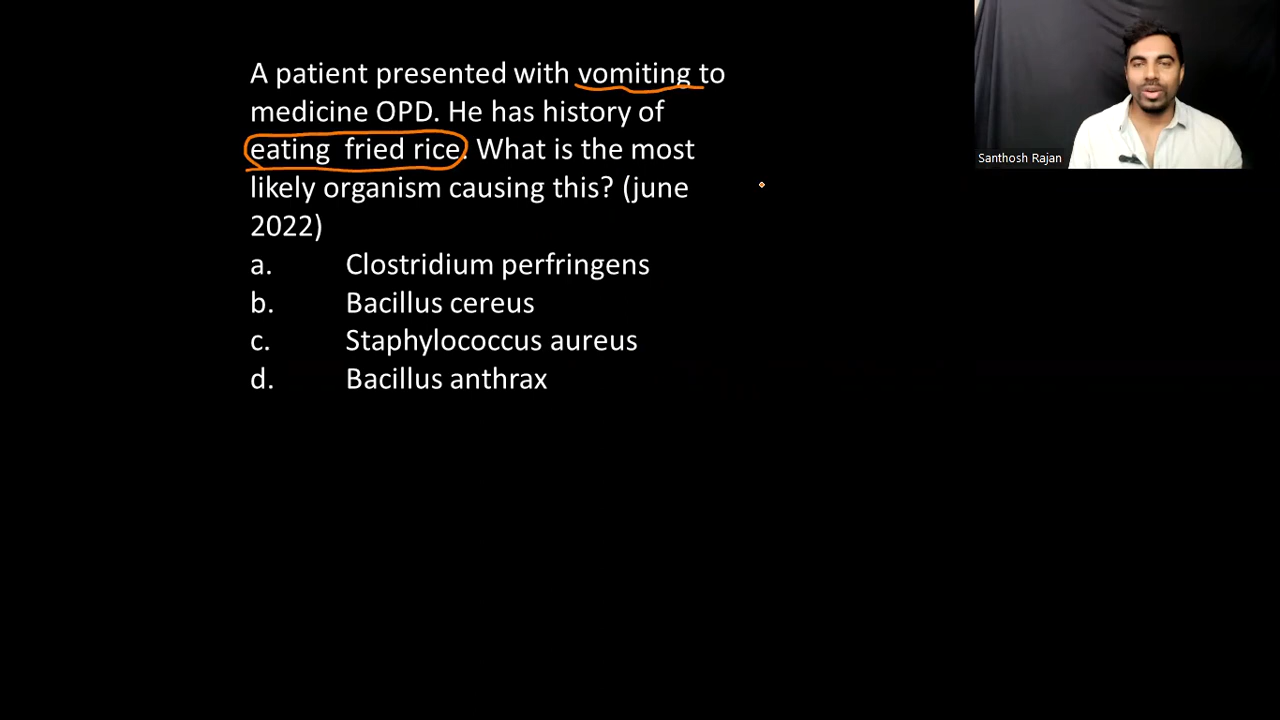 A patient presented with vomiting to
medicine OPD. He has history of
eating fried rice. What is the most
likely organism causing this? (june
2022)
a. Clostridium perfringens
b. Bacillus cereus
c. Staphylococcus aureus
d. Bacillus anthrax
Santhosh Rajan